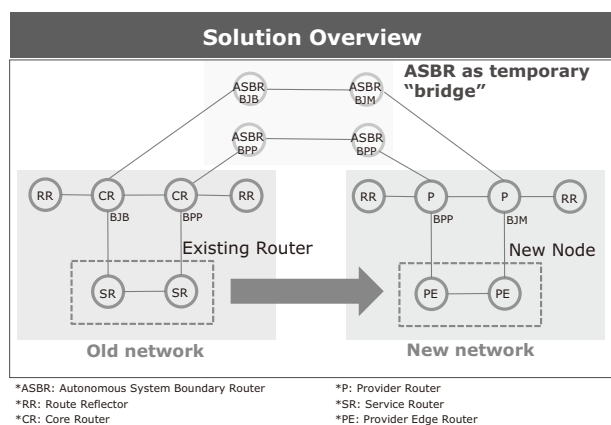 Solution Overview
ASBR as temporary
"bridge"
ASBR
BJB
ASBR
BJM
ASBR
BPP
ASBR
BPP
RR
CR
CR
RR
BJB
BPP
RR
P
P
RR
BPP
BJM
Existing Router
New Node
SR
SR
PE
PE
Old network
New network
*ASBR: Autonomous System Boundary Router
*P: Provider Router
*RR: Route Reflector
*SR: Service Router
*CR: Core Router
*PE: Provider Edge Router